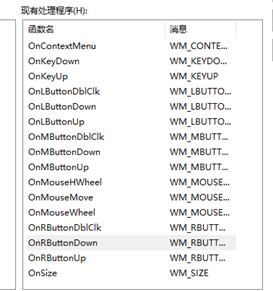 现有处理程序(H):
函数名 消息
OnContextMenu WM_CONTE...
OnKeyDown WM_KEYDO...
OnKeyUp WM_KEYUP
OnLButtonDblClk WM_LBUTTO...
OnLButtonDown WM_LBUTTO...
OnLButtonUp WM_LBUTTO...
OnMButtonDblClk WM_MBUTT...
OnMButtonDown WM_MBUTT...
OnMButtonUp WM_MBUTT...
OnMouseHWheel WM_MOUSE...
OnMouseMove WM_MOUSE...
OnMouseWheel WM_MOUSE...
OnRButtonDblClk WM_RBUTT...
OnRButtonDown WM_RBUTT...
OnRButtonUp WM_RBUTT...
OnSize WM_SIZE